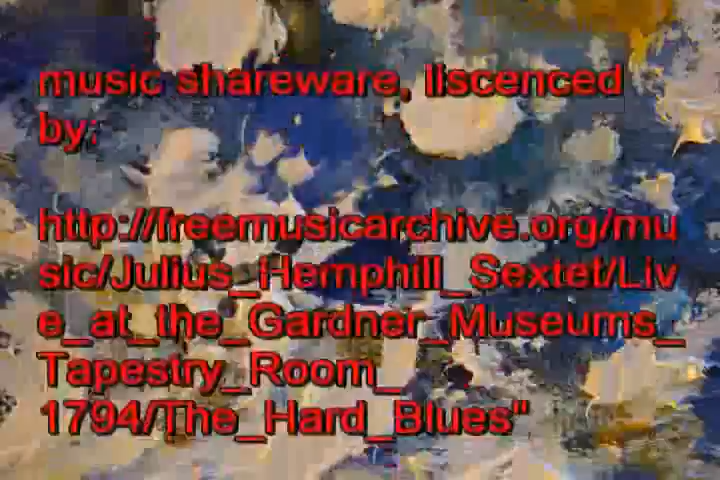 music shareware, liscenced
by:
http://freemusicarchive.org/mu
sic/Julius_Hemphill_Sextet/Liv
e_at_the_Gardner_Museums_
Tapestry_Room_
1794/The_Hard_Blues"